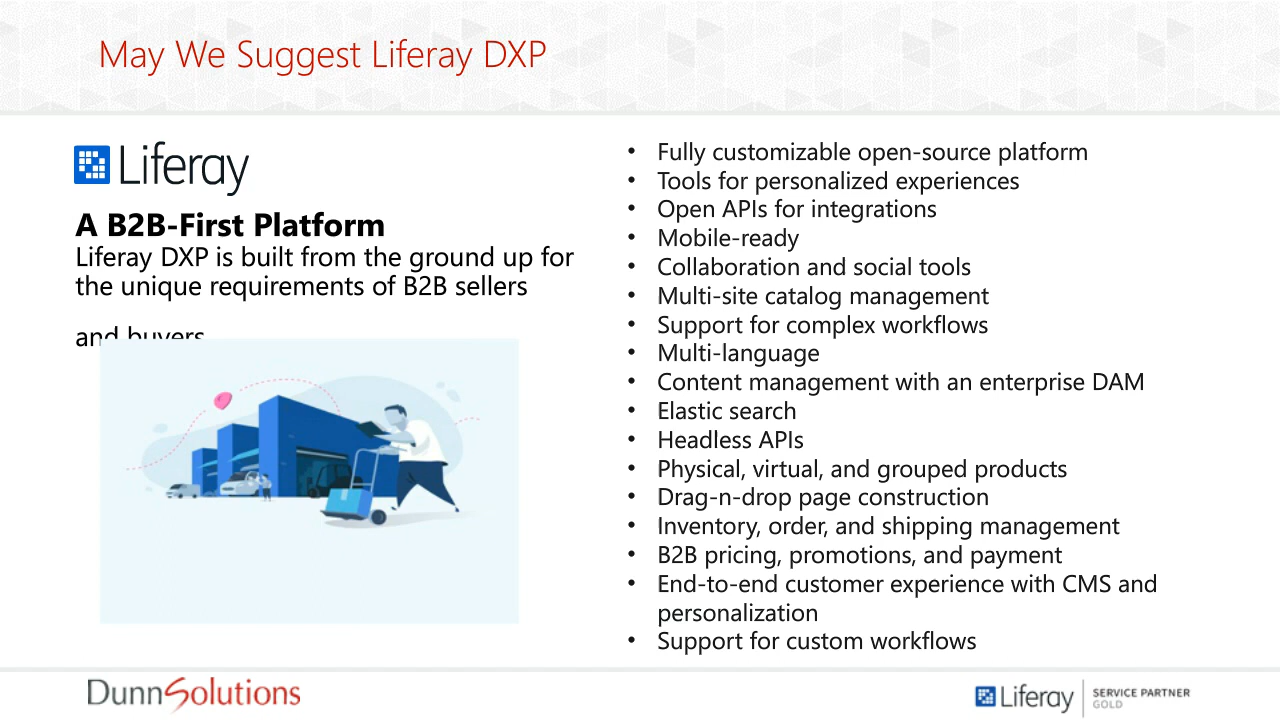 May We Suggest Liferay DXP
Liferay
A B2B-First Platform
Liferay DXP is built from the ground up for
the unique requirements of B2B sellers
and buyers
• Fully customizable open-source platform
• Tools for personalized experiences
• Open APIs for integrations
• Mobile-ready
• Collaboration and social tools
• Multi-site catalog management
• Support for complex workflows
• Multi-language
• Content management with an enterprise DAM
• Elastic search
• Headless APIs
• Physical, virtual, and grouped products
• Drag-n-drop page construction
• Inventory, order, and shipping management
• B2B pricing, promotions, and payment
• End-to-end customer experience with CMS and
personalization
• Support for custom workflows
DunnSolutions
Liferay
SERVICE PARTNER
GOLD